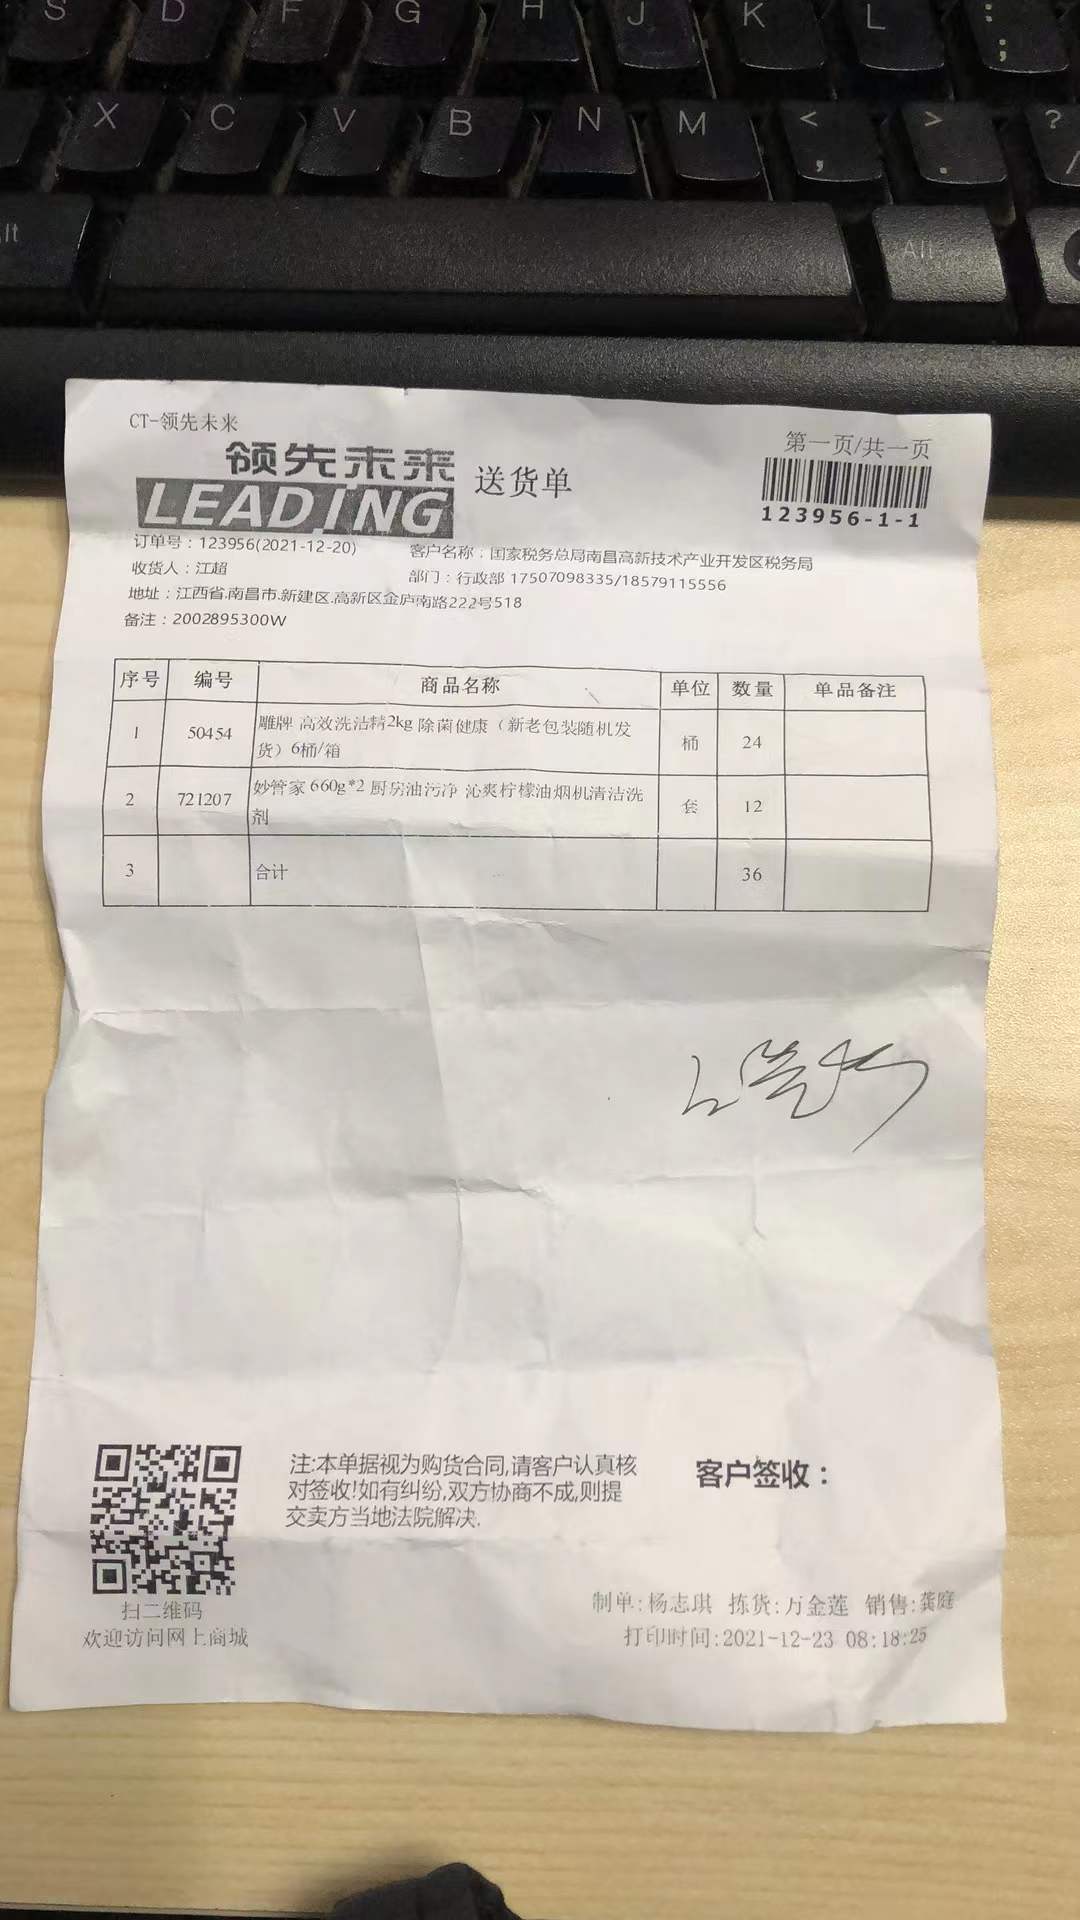 S D F G H J K L : ;
X C V B N M < , > . ? /
Alt Alt
CT-领先未来
领先未来
LEADING
送货单
第一页/共一页
123956-1-1
订单号：123956(2021-12-20)
客户名称：国家税务总局南昌高新技术产业开发区税务局
收货人：江超
部门：行政部 17507098335/18579115556
地址：江西省.南昌市.新建区.高新区金庐南路222号518
备注：2002895300W
序号 编号 商品名称 单位 数量 单品备注
1 50454 雕牌 高效洗洁精2kg 除菌健康（新老包装随机发
货）6桶/箱 桶 24
2 721207 妙管家 660g*2 厨房油污净 沁爽柠檬油烟机清洁洗
剂 套 12
3 合计 36
注:本单据视为购货合同,请客户认真核
对签收!如有纠纷,双方协商不成,则提
交卖方当地法院解决.
客户签收：
扫二维码
欢迎访问网上商城
制单:杨志琪 拣货:万金莲 销售:龚庭
打印时间:2021-12-23 08:18:25